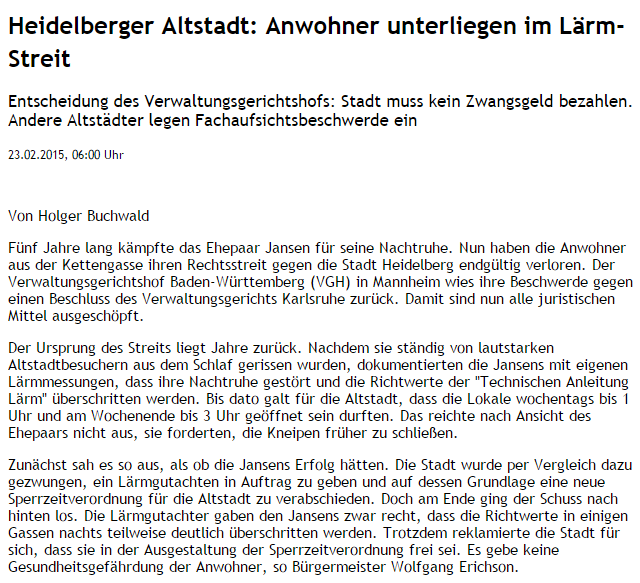 Heidelberger Altstadt: Anwohner unterliegen im Lärm-
Streit
Entscheidung des Verwaltungsgerichtshofs: Stadt muss kein Zwangsgeld bezahlen.
Andere Altstädter legen Fachaufsichtsbeschwerde ein
23.02.2015, 06:00 Uhr
Von Holger Buchwald
Fünf Jahre lang kämpfte das Ehepaar Jansen für seine Nachtruhe. Nun haben die Anwohner
aus der Kettengasse ihren Rechtsstreit gegen die Stadt Heidelberg endgültig verloren. Der
Verwaltungsgerichtshof Baden-Württemberg (VGH) in Mannheim wies ihre Beschwerde gegen
einen Beschluss des Verwaltungsgerichts Karlsruhe zurück. Damit sind nun alle juristischen
Mittel ausgeschöpft.
Der Ursprung des Streits liegt Jahre zurück. Nachdem sie ständig von lautstarken
Altstadtbesuchern aus dem Schlaf gerissen wurden, dokumentierten die Jansens mit eigenen
Lärmmessungen, dass ihre Nachtruhe gestört und die Richtwerte der "Technischen Anleitung
Lärm" überschritten werden. Bis dato galt für die Altstadt, dass die Lokale wochentags bis 1
Uhr und am Wochenende bis 3 Uhr geöffnet sein durften. Das reichte nach Ansicht des
Ehepaars nicht aus, sie forderten, die Kneipen früher zu schließen.
Zunächst sah es so aus, als ob die Jansens Erfolg hätten. Die Stadt wurde per Vergleich dazu
gezwungen, ein Lärmgutachten in Auftrag zu geben und auf dessen Grundlage eine neue
Sperrzeitverordnung für die Altstadt zu verabschieden. Doch am Ende ging der Schuss nach
hinten los. Die Lärmgutachter gaben den Jansens zwar recht, dass die Richtwerte in einigen
Gassen nachts teilweise deutlich überschritten werden. Trotzdem reklamierte die Stadt für
sich, dass sie in der Ausgestaltung der Sperrzeitverordnung frei sei. Es gebe keine
Gesundheitsgefährdung der Anwohner, so Bürgermeister Wolfgang Erichson.